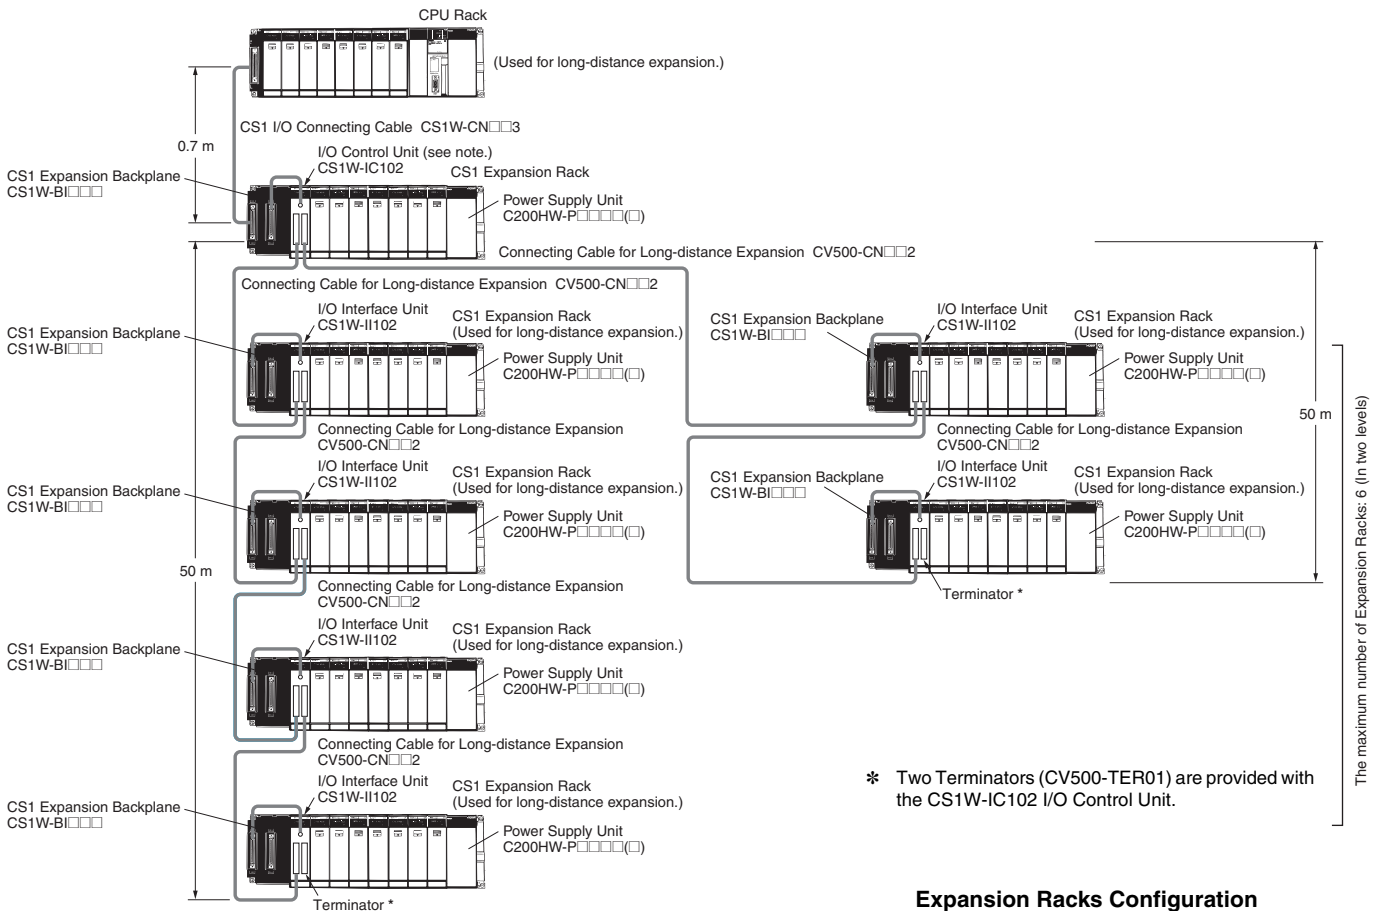 CPU Rack
(Used for long-distance expansion.)
CS1 I/O Connecting Cable CS1W-CN□□3
0.7 m
I/O Control Unit (see note.)
CS1W-IC102
CS1 Expansion Rack
CS1 Expansion Backplane
CS1W-BI□□□
Power Supply Unit
C200HW-P□□□□(□)
Connecting Cable for Long-distance Expansion CV500-CN□□2
Connecting Cable for Long-distance Expansion CV500-CN□□2
I/O Interface Unit
CS1W-II102
CS1 Expansion Rack
(Used for long-distance expansion.)
CS1 Expansion Backplane
CS1W-BI□□□
Power Supply Unit
C200HW-P□□□□(□)
CS1 Expansion Backplane
CS1W-BI□□□
I/O Interface Unit
CS1W-II102
CS1 Expansion Rack
(Used for long-distance expansion.)
Power Supply Unit
C200HW-P□□□□(□)
50 m
Connecting Cable for Long-distance Expansion
CV500-CN□□2
I/O Interface Unit
CS1W-II102
CS1 Expansion Rack
(Used for long-distance expansion.)
CS1 Expansion Backplane
CS1W-BI□□□
Power Supply Unit
C200HW-P□□□□(□)
Connecting Cable for Long-distance Expansion
CV500-CN□□2
CS1 Expansion Backplane
CS1W-BI□□□
I/O Interface Unit
CS1W-II102
CS1 Expansion Rack
(Used for long-distance expansion.)
Power Supply Unit
C200HW-P□□□□(□)
Terminator *
50 m
Connecting Cable for Long-distance Expansion
CV500-CN□□2
I/O Interface Unit
CS1W-II102
CS1 Expansion Rack
(Used for long-distance expansion.)
CS1 Expansion Backplane
CS1W-BI□□□
Power Supply Unit
C200HW-P□□□□(□)
Connecting Cable for Long-distance Expansion
CV500-CN□□2
I/O Interface Unit
CS1W-II102
CS1 Expansion Rack
(Used for long-distance expansion.)
CS1 Expansion Backplane
CS1W-BI□□□
Power Supply Unit
C200HW-P□□□□(□)
Terminator *
The maximum number of Expansion Racks: 6 (In two levels)
* Two Terminators (CV500-TER01) are provided with
the CS1W-IC102 I/O Control Unit.
Expansion Racks Configuration